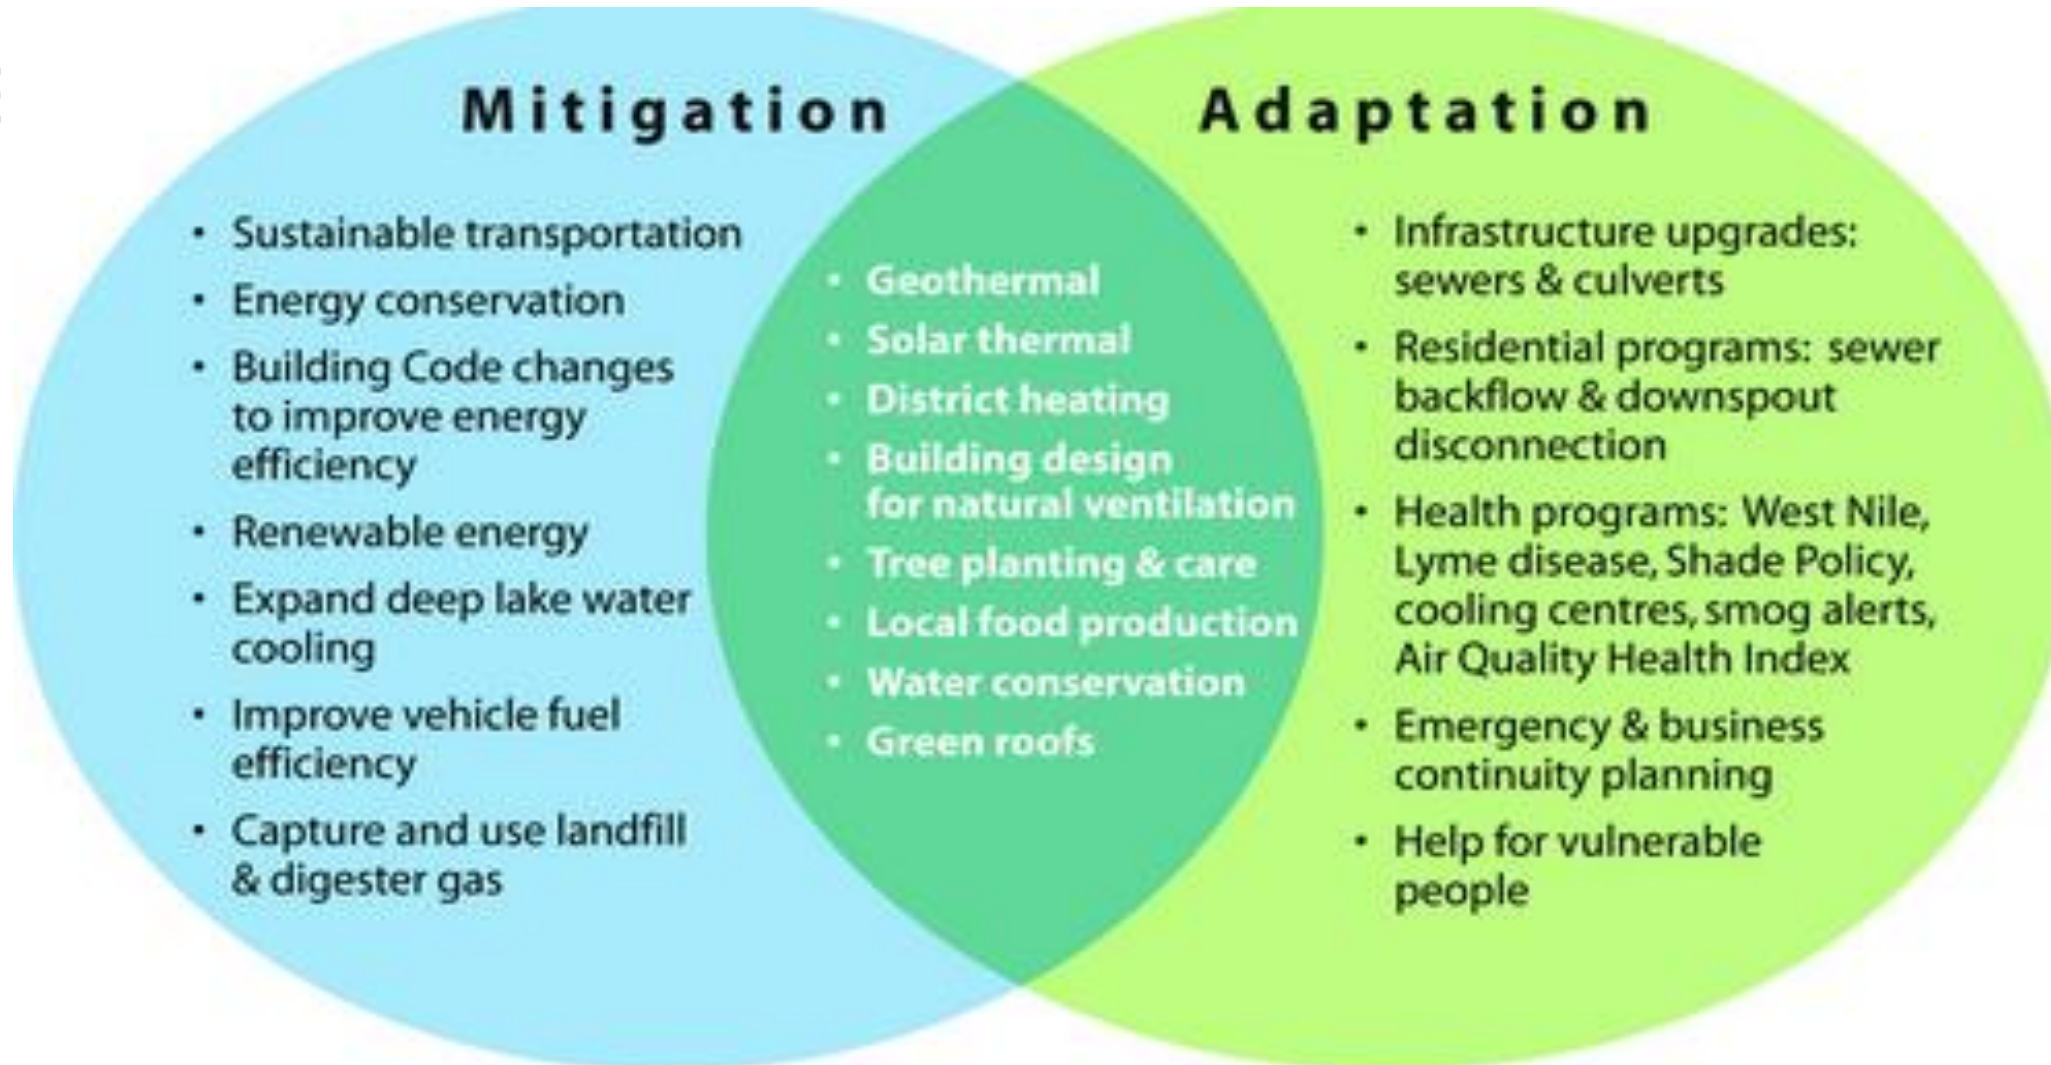 Mitigation
• Sustainable transportation
• Energy conservation
• Building Code changes
to improve energy
efficiency
• Renewable energy
• Expand deep lake water
cooling
• Improve vehicle fuel
efficiency
• Capture and use landfill
& digester gas
• Geothermal
• Solar thermal
• District heating
• Building design
for natural ventilation
• Tree planting & care
• Local food production
• Water conservation
• Green roofs
Adaptation
• Infrastructure upgrades:
sewers & culverts
• Residential programs: sewer
backflow & downspout
disconnection
• Health programs: West Nile,
Lyme disease, Shade Policy,
cooling centres, smog alerts,
Air Quality Health Index
• Emergency & business
continuity planning
• Help for vulnerable
people